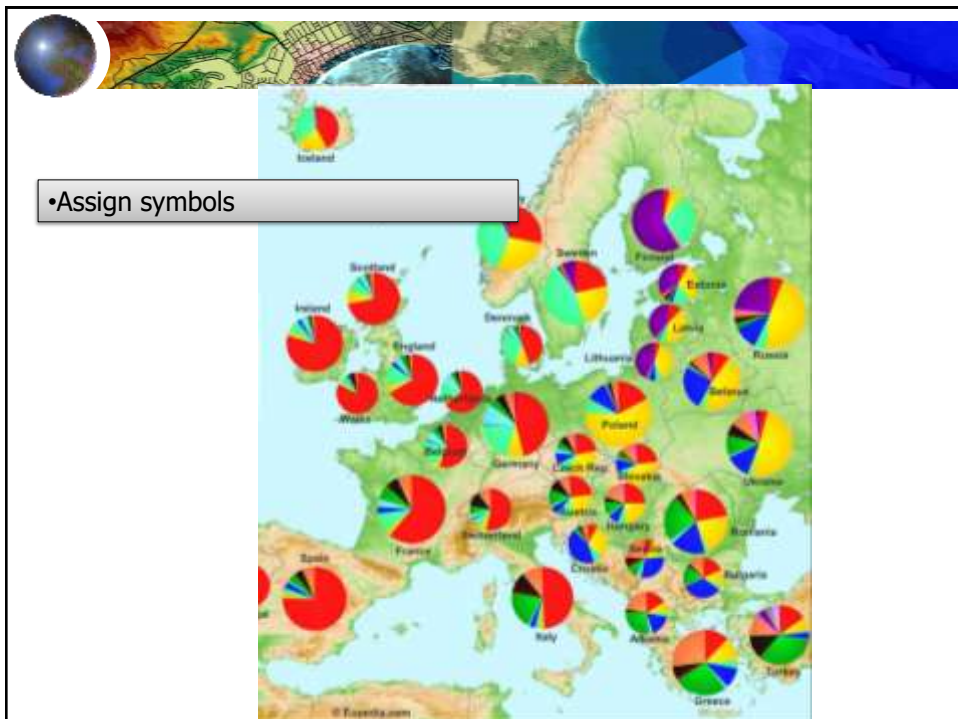 •Assign symbols
Iceland
Sweden
Finland
Scotland
Estonia
Ireland
Denmark
Latvia
Russia
England
Lithuania
Belarus
Netherlands
Wales
Poland
Belgium
Germany
Czech Rep.
Slovakia
Ukraine
Austria
Hungary
Switzerland
Romania
France
Croatia
Serbia
Spain
Bulgaria
Italy
Albania
Turkey
Greece
© Eupedia.com